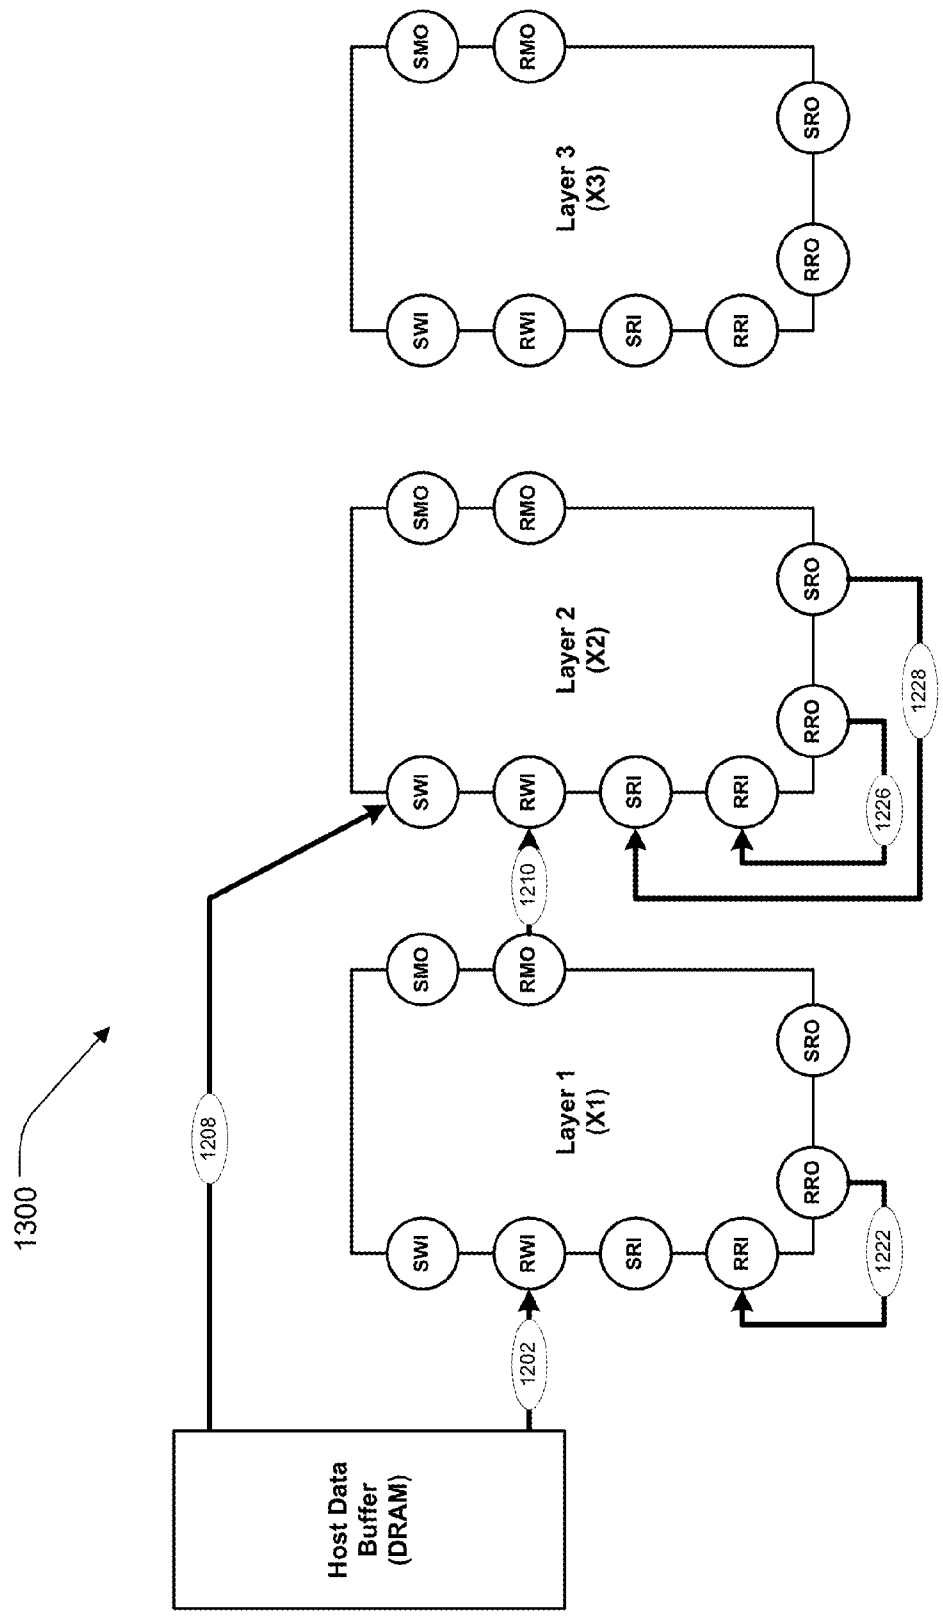 1300
Host Data
Buffer
(DRAM)
1208
1202
SWI
RWI
SRI
RRI
Layer 1
(X1)
SMO
RMO
RRO
SRO
1222
1210
SWI
RWI
SRI
RRI
Layer 2
(X2)
SMO
RMO
RRO
SRO
1226
1228
SWI
RWI
SRI
RRI
Layer 3
(X3)
SMO
RMO
RRO
SRO